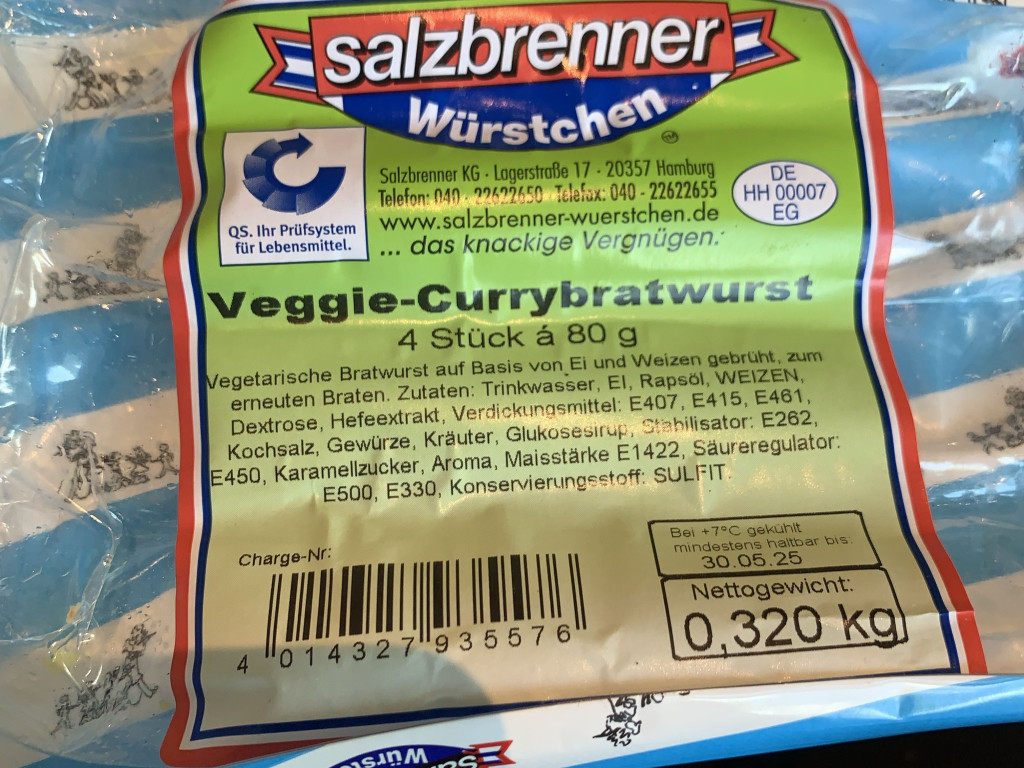 salzbrenner
Würstchen
QS. Ihr Prüfsystem
für Lebensmittel.
Salzbrenner KG · Lagerstraße 17 · 20357 Hamburg
Telefon: 040 - 22622650 · Telefax: 040 - 22622655
www.salzbrenner-wuerstchen.de
... das knackige Vergnügen.
DE
HH 00007
EG
Veggie-Currybratwurst
4 Stück á 80 g
Vegetarische Bratwurst auf Basis von Ei und Weizen gebrüht, zum
erneuten Braten. Zutaten: Trinkwasser, EI, Rapsöl, WEIZEN,
Dextrose, Hefeextrakt, Verdickungsmittel: E407, E415, E461,
Kochsalz, Gewürze, Kräuter, Glukosesirup, Stabilisator: E262,
E450, Karamellzucker, Aroma, Maisstärke E1422, Säureregulator:
E500, E330, Konservierungsstoff: SULFIT.
Charge-Nr:
4 014327 935576
Bei +7°C gekühlt
mindestens haltbar bis:
30.05.25
Nettogewicht:
0,320 kg